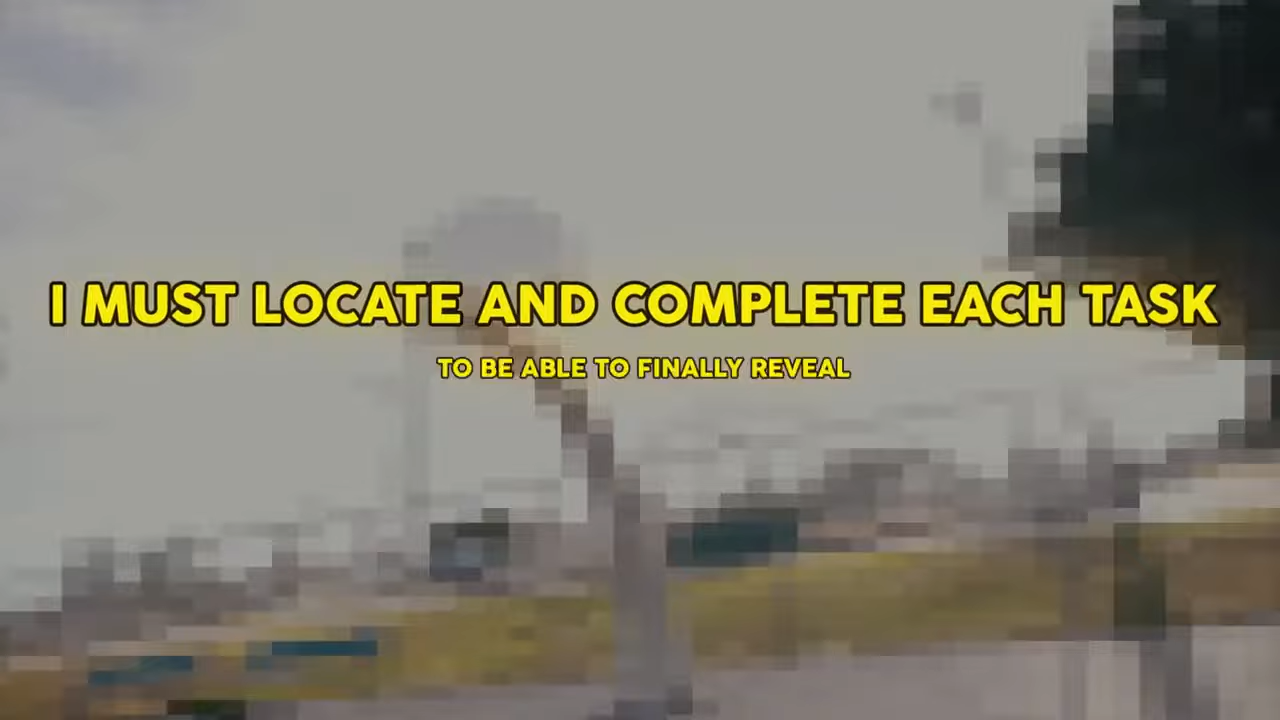 I MUST LOCATE AND COMPLETE EACH TASK
TO BE ABLE TO FINALLY REVEAL